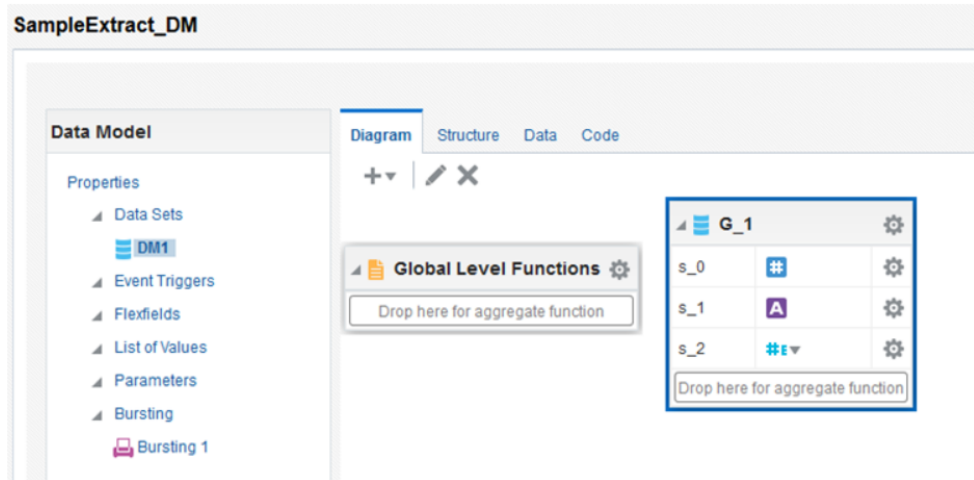 SampleExtract_DM
Data Model
Properties
Data Sets
DM1
Event Triggers
Flexfields
List of Values
Parameters
Bursting
Bursting 1
Diagram Structure Data Code
Global Level Functions
Drop here for aggregate function
G_1
s_0 #
s_1 A
s_2 #E
Drop here for aggregate function